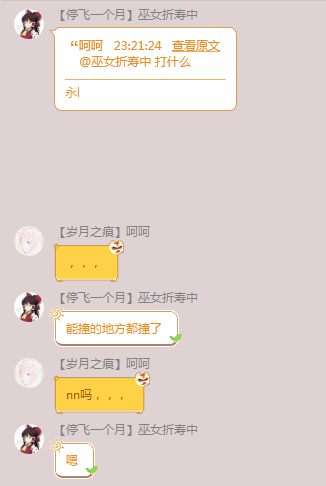 【停飞一个月】巫女折寿中
“呵呵 23:21:24 查看原文
@巫女折寿中 打什么
永l
【岁月之痕】呵呵
，，，
【停飞一个月】巫女折寿中
能撞的地方都撞了
【岁月之痕】呵呵
nn吗，，，
【停飞一个月】巫女折寿中
嗯